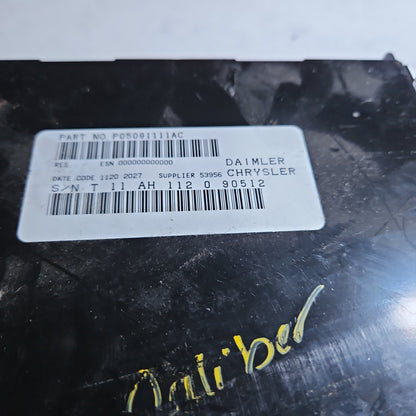 PART NO P05091111AC
RES ESN 000000000000
DAIMLER
DATE CODE 1120 2027 SUPPLIER 53956 CHRYSLER
S/N T 11 AH 112 0 90512
Caliber